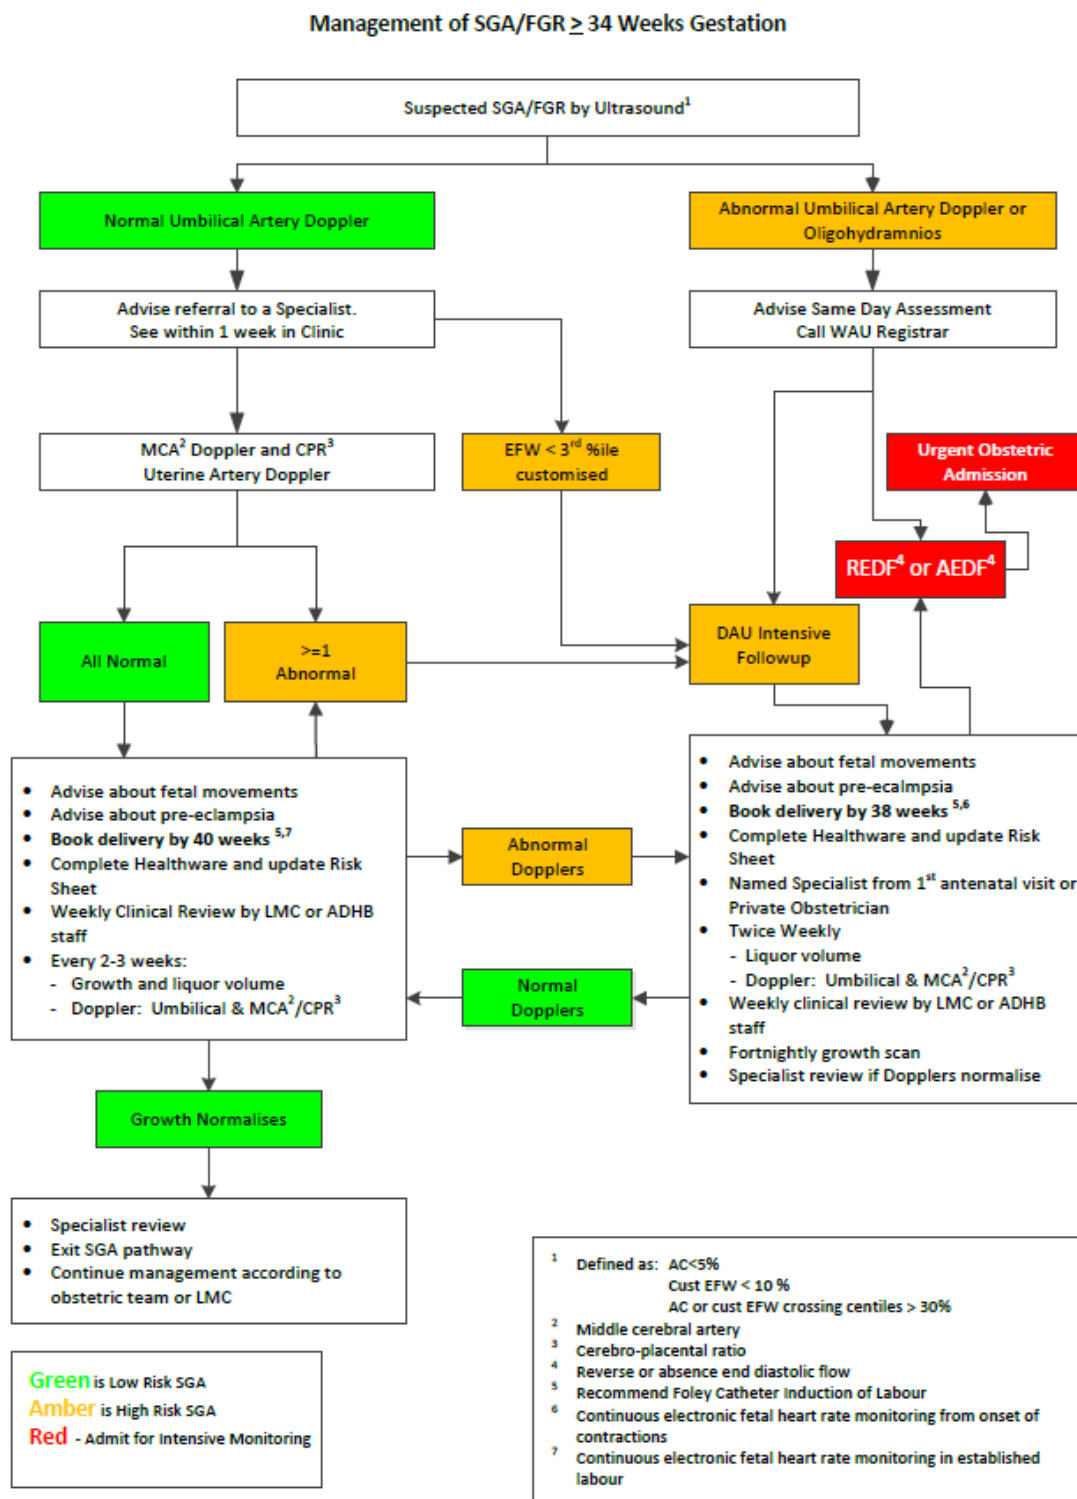 Management of SGA/FGR ≥ 34 Weeks Gestation
Suspected SGA/FGR by Ultrasound¹
Normal Umbilical Artery Doppler
Abnormal Umbilical Artery Doppler or
Oligohydramnios
Advise referral to a Specialist.
See within 1 week in Clinic
Advise Same Day Assessment
Call WAU Registrar
MCA² Doppler and CPR³
Uterine Artery Doppler
EFW < 3rd %ile
customised
Urgent Obstetric
Admission
REDF⁴ or AEDF⁴
All Normal
>=1
Abnormal
DAU Intensive
Followup
• Advise about fetal movements
• Advise about pre-eclampsia
• Book delivery by 40 weeks 5,7
• Complete Healthware and update Risk
Sheet
• Weekly Clinical Review by LMC or ADHB
staff
• Every 2-3 weeks:
- Growth and liquor volume
- Doppler: Umbilical & MCA²/CPR³
Abnormal
Dopplers
Normal
Dopplers
• Advise about fetal movements
• Advise about pre-ecalmpsia
• Book delivery by 38 weeks 5,6
• Complete Healthware and update Risk
Sheet
• Named Specialist from 1st antenatal visit or
Private Obstetrician
• Twice Weekly
- Liquor volume
- Doppler: Umbilical & MCA²/CPR³
• Weekly clinical review by LMC or ADHB
staff
• Fortnightly growth scan
• Specialist review if Dopplers normalise
Growth Normalises
• Specialist review
• Exit SGA pathway
• Continue management according to
obstetric team or LMC
Green is Low Risk SGA
Amber is High Risk SGA
Red - Admit for Intensive Monitoring
1 Defined as: AC<5%
Cust EFW < 10 %
AC or cust EFW crossing centiles > 30%
2 Middle cerebral artery
3 Cerebro-placental ratio
4 Reverse or absence end diastolic flow
5 Recommend Foley Catheter Induction of Labour
6 Continuous electronic fetal heart rate monitoring from onset of
contractions
7 Continuous electronic fetal heart rate monitoring in established
labour